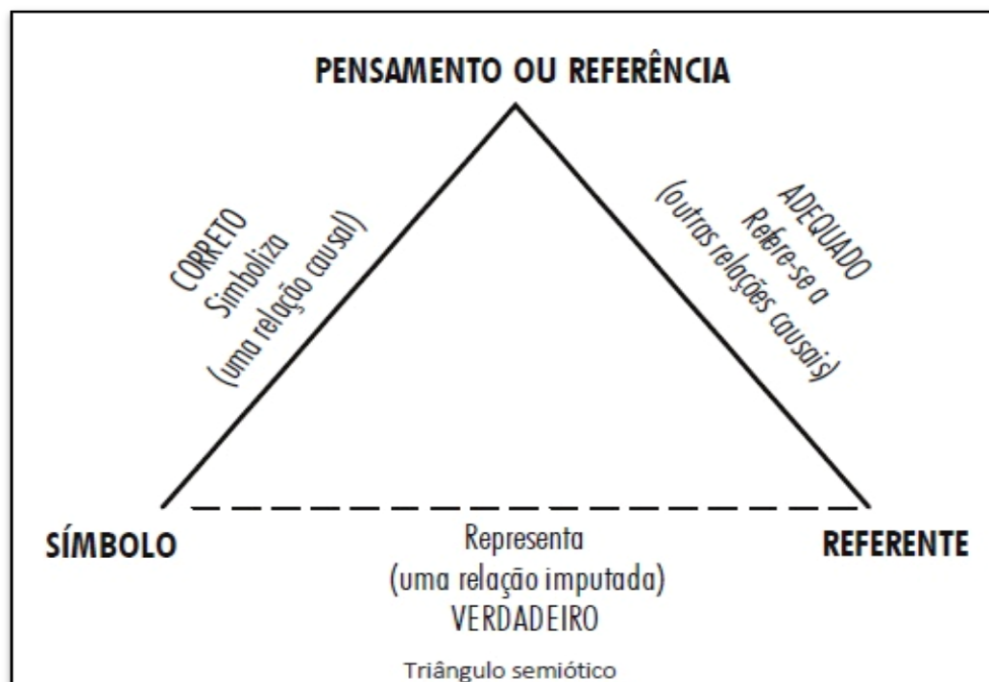 PENSAMENTO OU REFERÊNCIA
CORRETO
Simboliza
(uma relação causal)
ADEQUADO
Refere-se a
(outras relações causais)
SÍMBOLO
REFERENTE
Representa
(uma relação imputada)
VERDADEIRO
Triângulo semiótico